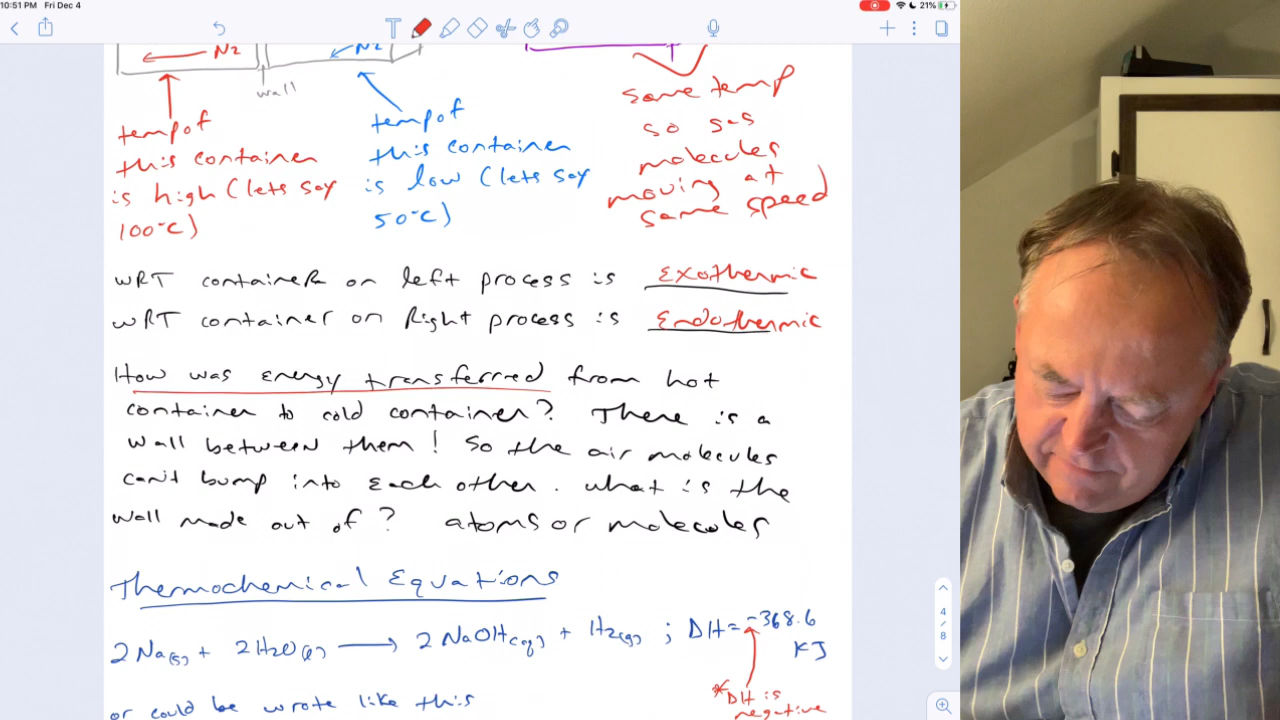 10:51 PM Fri Dec 4
21%
N2
N2
wall
temp of
this container
is high (lets say
100°C)
temp of
this container
is low (lets say
50°C)
same temp
so gas
molecules
moving at
same speed
WRT container on left process is Exothermic
WRT container on Right process is Endothermic
How was energy transferred from hot
container to cold container? There is a
wall between them! So the air molecules
can't bump into each other. what is the
wall made out of? atoms or molecules
Thermochemical Equations
2Na(s) + 2H2O(l) → 2NaOH(aq) + H2(g) ; DH = -368.6
KJ
* DH is
negative
or could be wrote like this
4
/
8